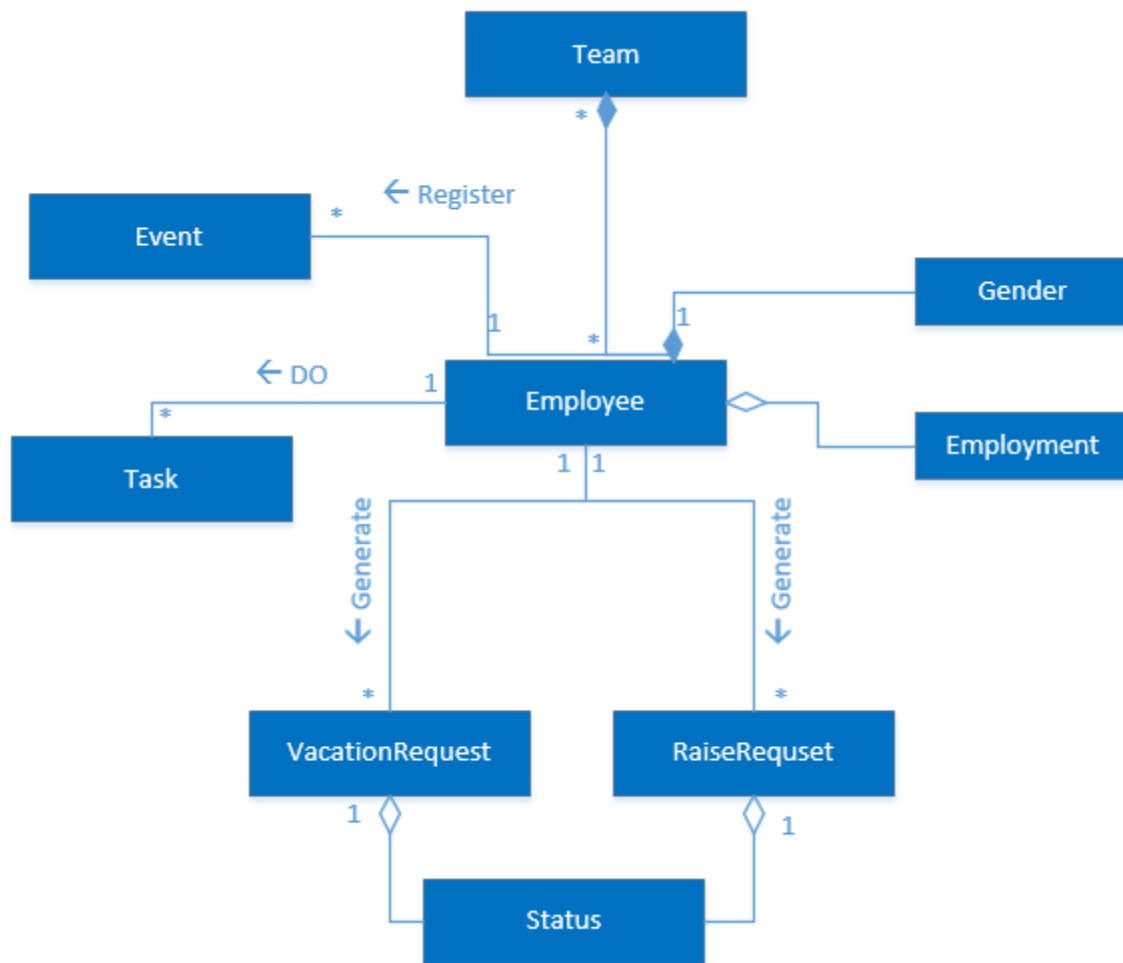 Team
*
← Register
*
Event
Gender
1
1
*
← DO
1
Employee
*
Employment
Task
1
1
← Generate
← Generate
*
*
VacationRequest
RaiseRequset
1
1
Status